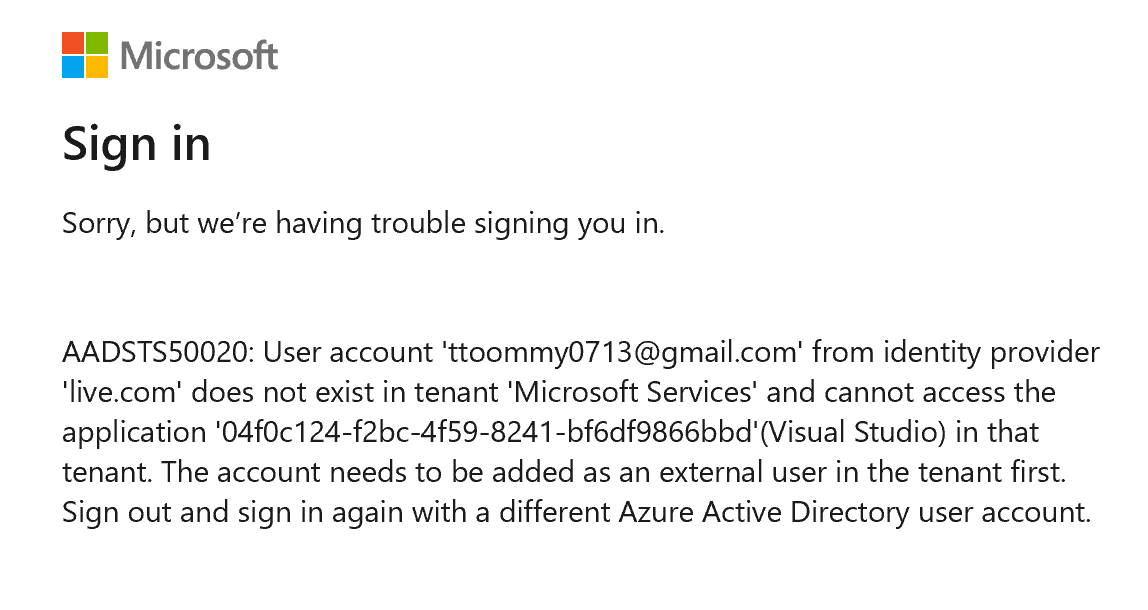 Microsoft
Sign in
Sorry, but we’re having trouble signing you in.
AADSTS50020: User account 'ttoommy0713@gmail.com' from identity provider
'live.com' does not exist in tenant 'Microsoft Services' and cannot access the
application '04f0c124-f2bc-4f59-8241-bf6df9866bbd'(Visual Studio) in that
tenant. The account needs to be added as an external user in the tenant first.
Sign out and sign in again with a different Azure Active Directory user account.